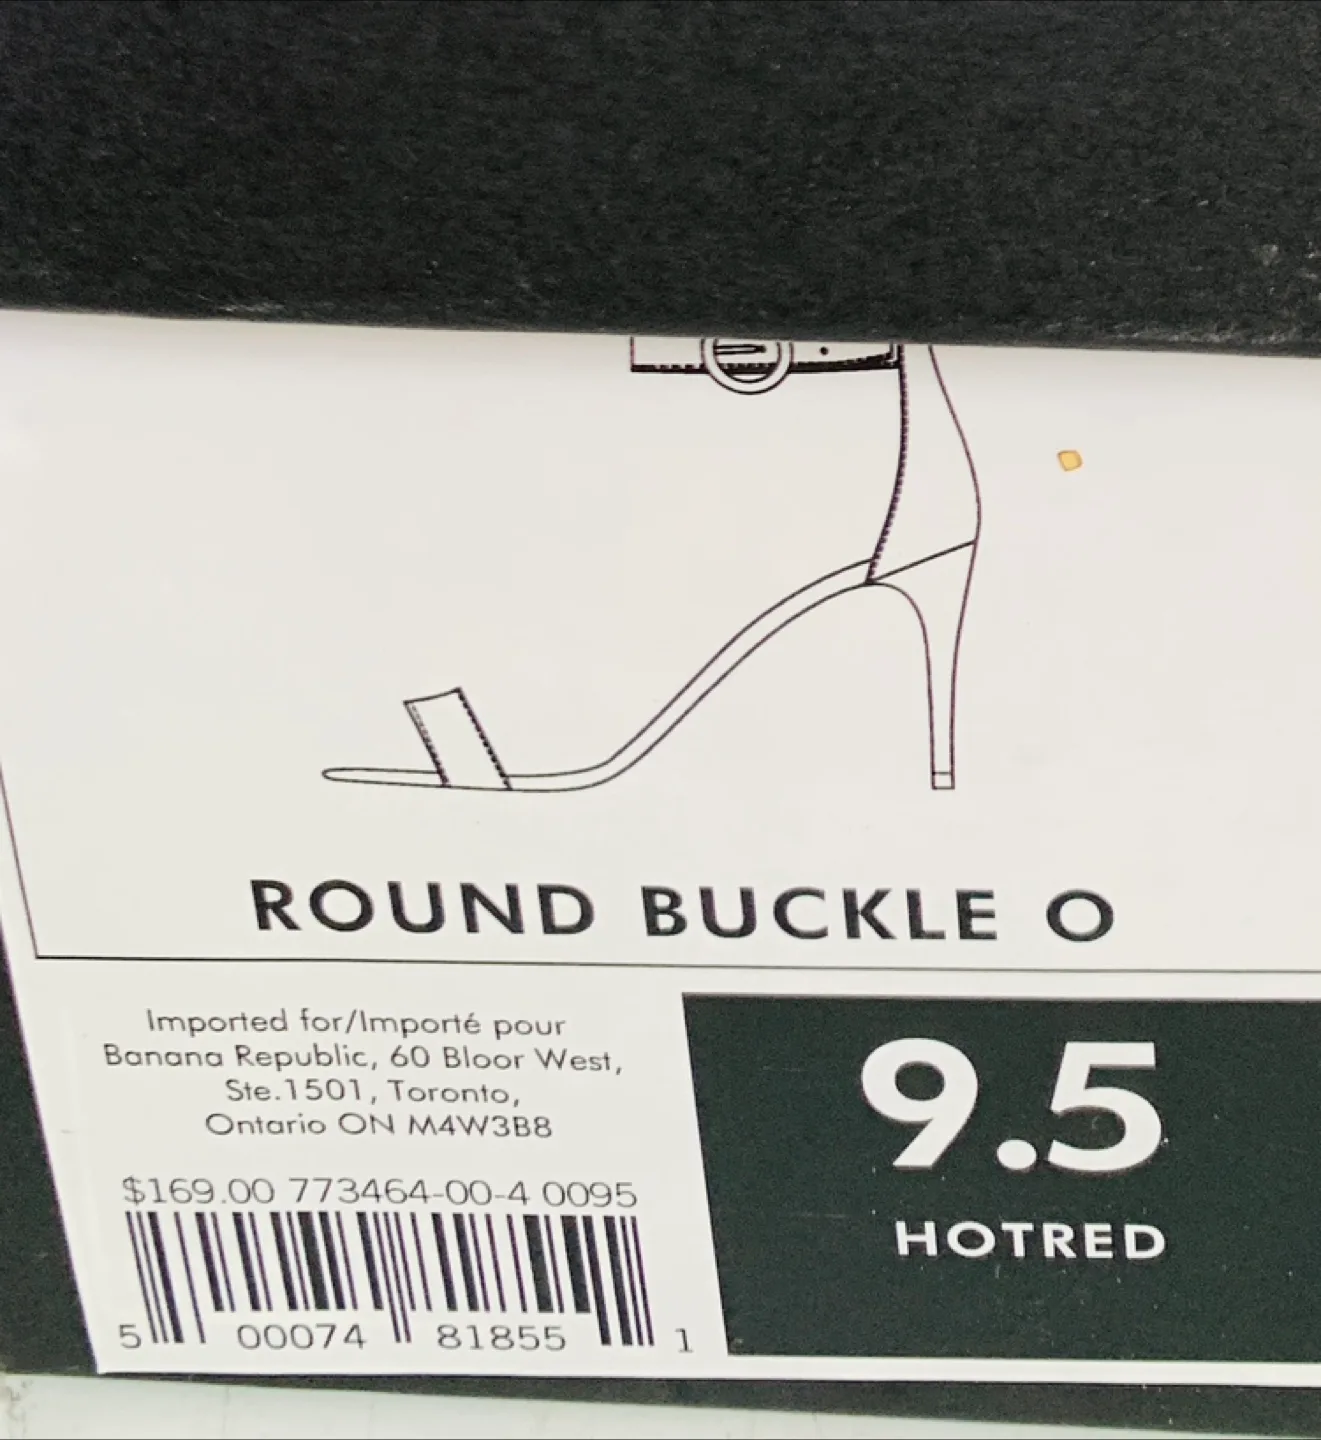 ROUND BUCKLE O
Imported for/Importé pour
Banana Republic, 60 Bloor West,
Ste.1501, Toronto,
Ontario ON M4W3B8
$169.00 773464-00-4 0095
5 00074 81855 1
9.5
HOTRED